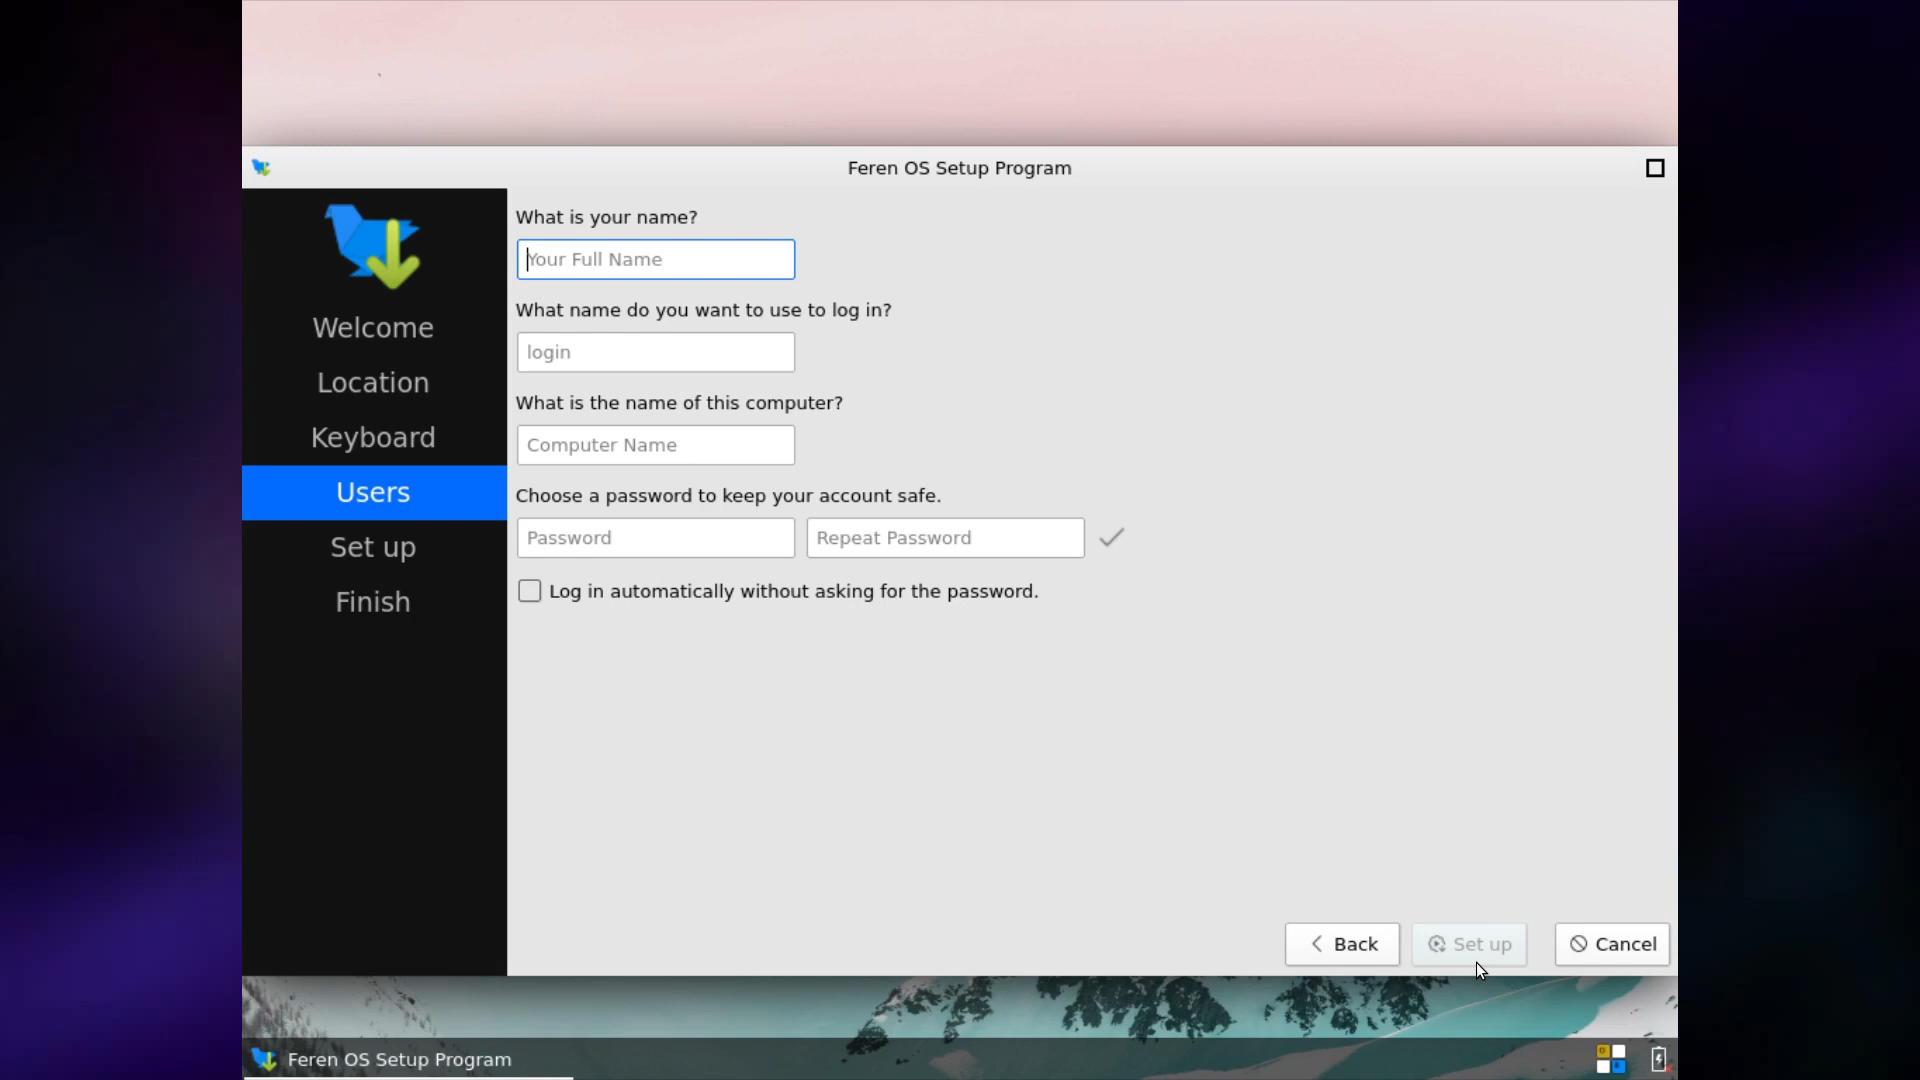 Feren OS Setup Program
Welcome
Location
Keyboard
Users
Set up
Finish
What is your name?
Your Full Name
What name do you want to use to log in?
login
What is the name of this computer?
Computer Name
Choose a password to keep your account safe.
Password
Repeat Password
Log in automatically without asking for the password.
Back
Set up
Cancel
Feren OS Setup Program